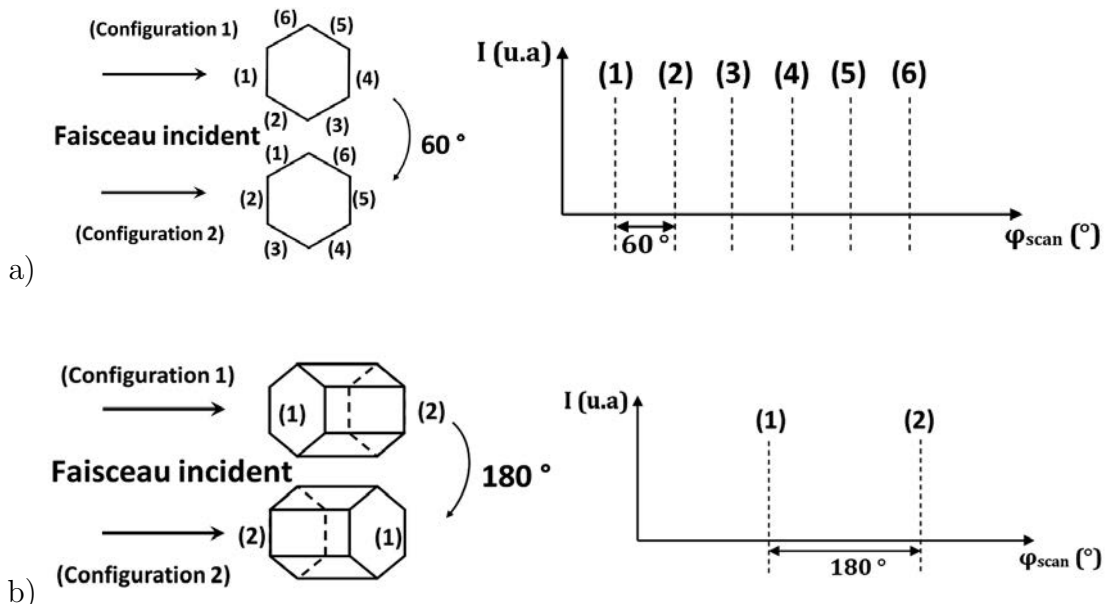 (Configuration 1)
(6)
(5)
(1)
(4)
(2)
(3)
Faisceau incident
60 °
(1)
(6)
(2)
(5)
(Configuration 2)
(3)
(4)
I (u.a)
(1) (2) (3) (4) (5) (6)
60 °
φscan (°)
a)
(Configuration 1)
(1)
(2)
Faisceau incident
180 °
(2)
(1)
(Configuration 2)
I (u.a)
(1) (2)
180 °
φscan (°)
b)